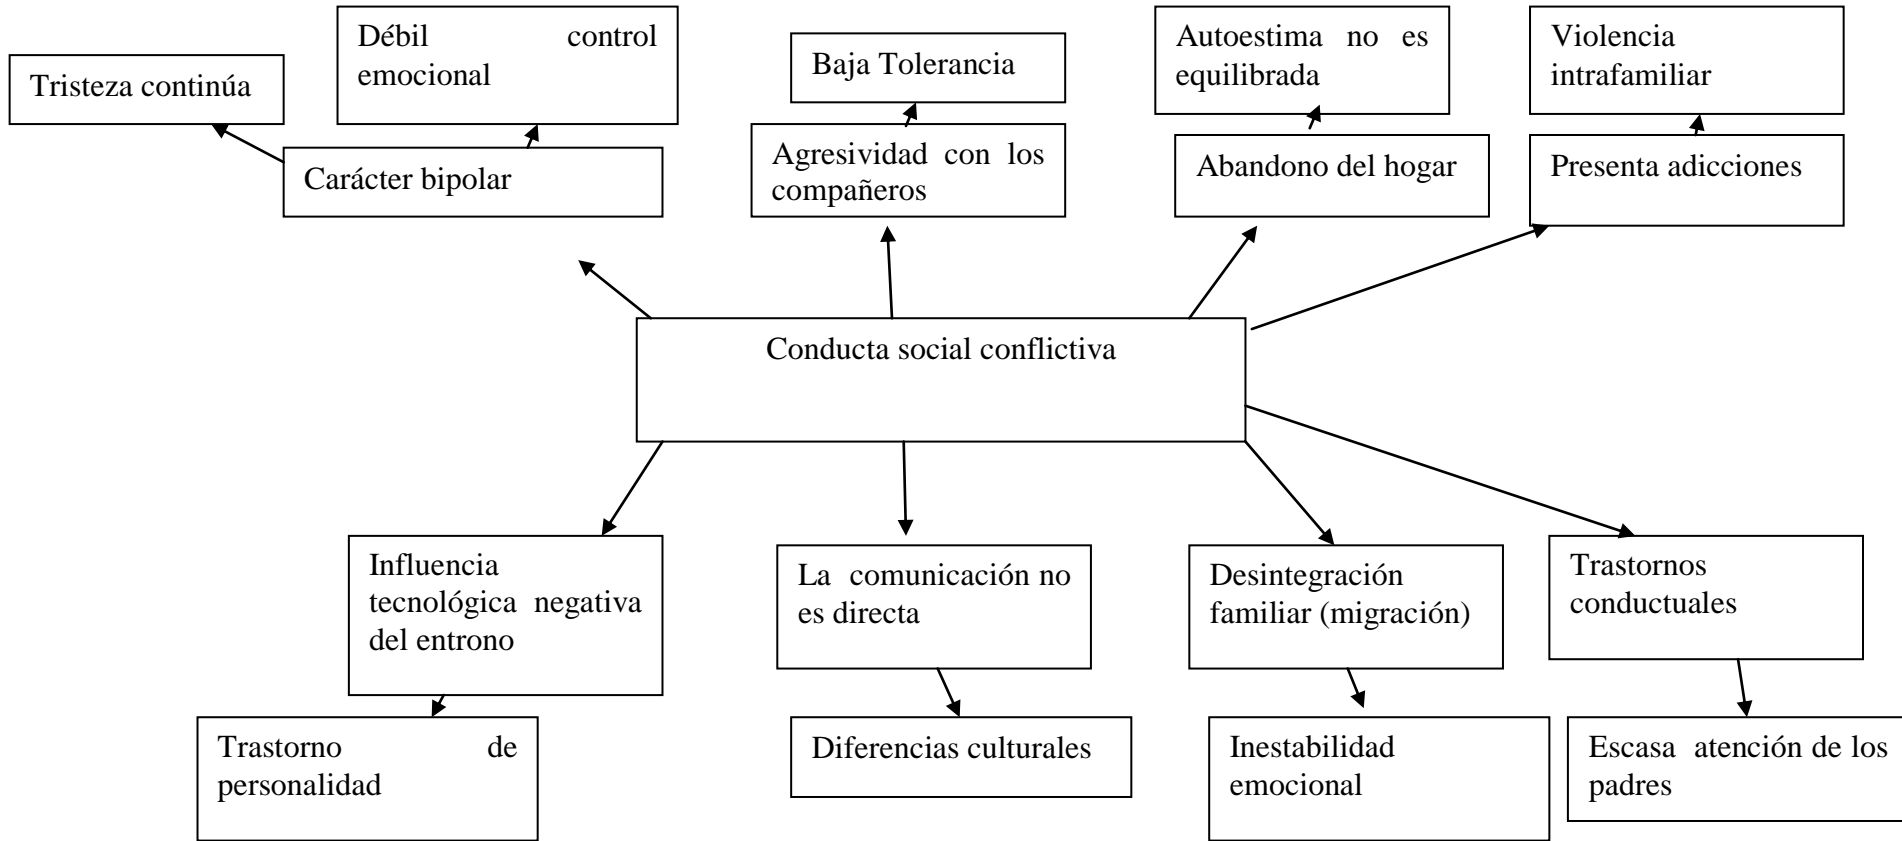 Tristeza continúa
Débil control
emocional
Baja Tolerancia
Autoestima no es
equilibrada
Violencia
intrafamiliar
Carácter bipolar
Agresividad con los
compañeros
Abandono del hogar
Presenta adicciones
Conducta social conflictiva
Influencia
tecnológica negativa
del entrono
La comunicación no
es directa
Desintegración
familiar (migración)
Trastornos
conductuales
Trastorno de
personalidad
Diferencias culturales
Inestabilidad
emocional
Escasa atención de los
padres